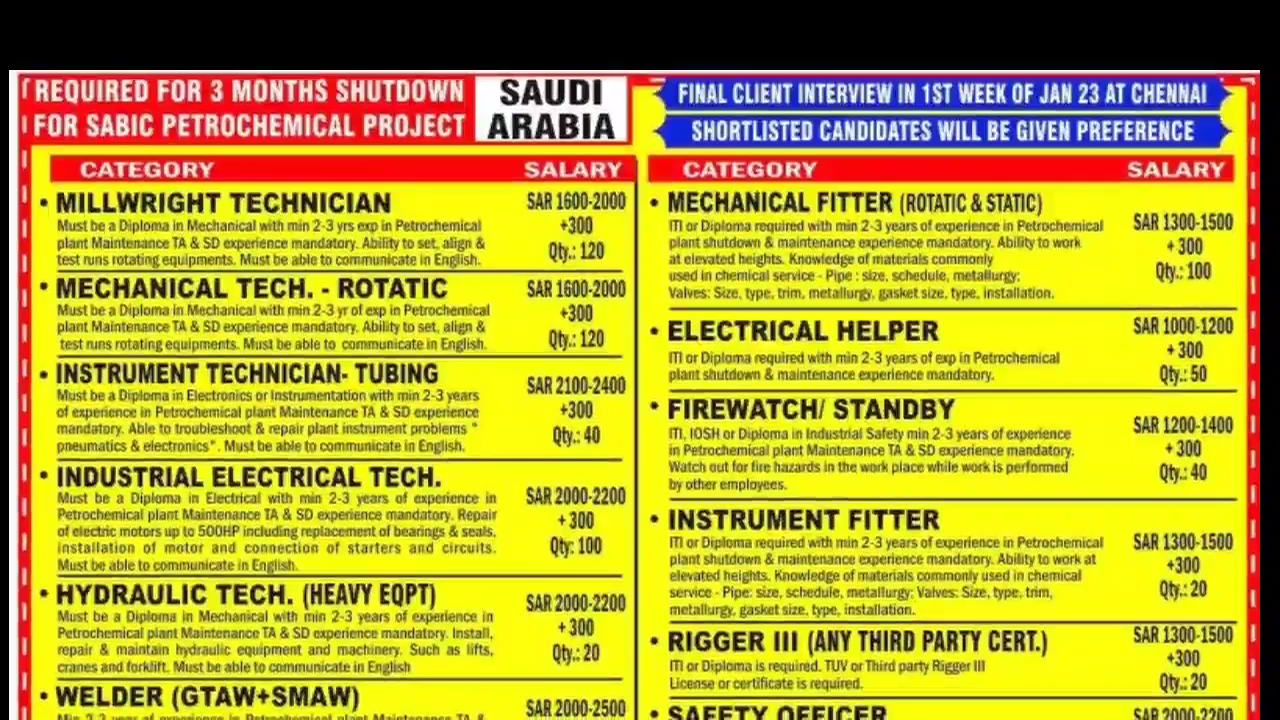 REQUIRED FOR 3 MONTHS SHUTDOWN
FOR SABIC PETROCHEMICAL PROJECT
SAUDI
ARABIA
CATEGORY SALARY
• MILLWRIGHT TECHNICIAN SAR 1600-2000
Must be a Diploma in Mechanical with min 2-3 yrs exp in Petrochemical +300
plant Maintenance TA & SD experience mandatory. Ability to set, align & Qty.: 120
test runs rotating equipments. Must be able to communicate in English.
• MECHANICAL TECH. - ROTATIC SAR 1600-2000
Must be a Diploma in Mechanical with min 2-3 yr of exp in Petrochemical +300
plant Maintenance TA & SD experience mandatory. Ability to set, align & Qty.: 120
test runs rotating equipments. Must be able to communicate in English.
• INSTRUMENT TECHNICIAN- TUBING SAR 2100-2400
Must be a Diploma in Electronics or Instrumentation with min 2-3 years +300
of experience in Petrochemical plant Maintenance TA & SD experience Qty.: 40
mandatory. Able to troubleshoot & repair plant instrument problems "
pneumatics & electronics". Must be able to communicate in English.
• INDUSTRIAL ELECTRICAL TECH. SAR 2000-2200
Must be a Diploma in Electrical with min 2-3 years of experience in + 300
Petrochemical plant Maintenance TA & SD experience mandatory. Repair Qty: 100
of electric motors up to 500HP including replacement of bearings & seals,
installation of motor and connection of starters and circuits.
Must be able to communicate in English.
• HYDRAULIC TECH. (HEAVY EQPT) SAR 2000-2200
Must be a Diploma in Mechanical with min 2-3 years of experience in + 300
Petrochemical plant Maintenance TA & SD experience mandatory. Install, Qty.: 20
repair & maintain hydraulic equipment and machinery. Such as lifts,
cranes and forklift. Must be able to communicate in English
• WELDER (GTAW+SMAW) SAR 2000-2500
Min 2-3 year of experience in Petrochemical plant Maintenance TA &
FINAL CLIENT INTERVIEW IN 1ST WEEK OF JAN 23 AT CHENNAI
SHORTLISTED CANDIDATES WILL BE GIVEN PREFERENCE
CATEGORY SALARY
• MECHANICAL FITTER (ROTATIC & STATIC) SAR 1300-1500
ITI or Diploma required with min 2-3 years of experience in Petrochemical + 300
plant shutdown & maintenance experience mandatory. Ability to work Qty.: 100
at elevated heights. Knowledge of materials commonly
used in chemical service - Pipe : size, schedule, metallurgy;
Valves: Size, type, trim, metallurgy, gasket size, type, installation.
• ELECTRICAL HELPER SAR 1000-1200
ITI or Diploma required with min 2-3 years of exp in Petrochemical + 300
plant shutdown & maintenance experience mandatory. Qty.: 50
• FIREWATCH/ STANDBY SAR 1200-1400
ITI, IOSH or Diploma in Industrial Safety min 2-3 years of experience + 300
in Petrochemical plant Maintenance TA & SD experience mandatory. Qty.: 40
Watch out for fire hazards in the work place while work is performed
by other employees.
• INSTRUMENT FITTER SAR 1300-1500
ITI or Diploma required with min 2-3 years of experience in Petrochemical +300
plant shutdown & maintenance experience mandatory. Ability to work at Qty.: 20
elevated heights. Knowledge of materials commonly used in chemical
service - Pipe: size, schedule, metallurgy: Valves: Size, type, trim,
metallurgy, gasket size, type, installation.
• RIGGER III (ANY THIRD PARTY CERT.) SAR 1300-1500
ITI or Diploma is required. TUV or Third party Rigger III +300
License or certificate is required. Qty.: 20
• SAFETY OFFICER SAR 2000-2200